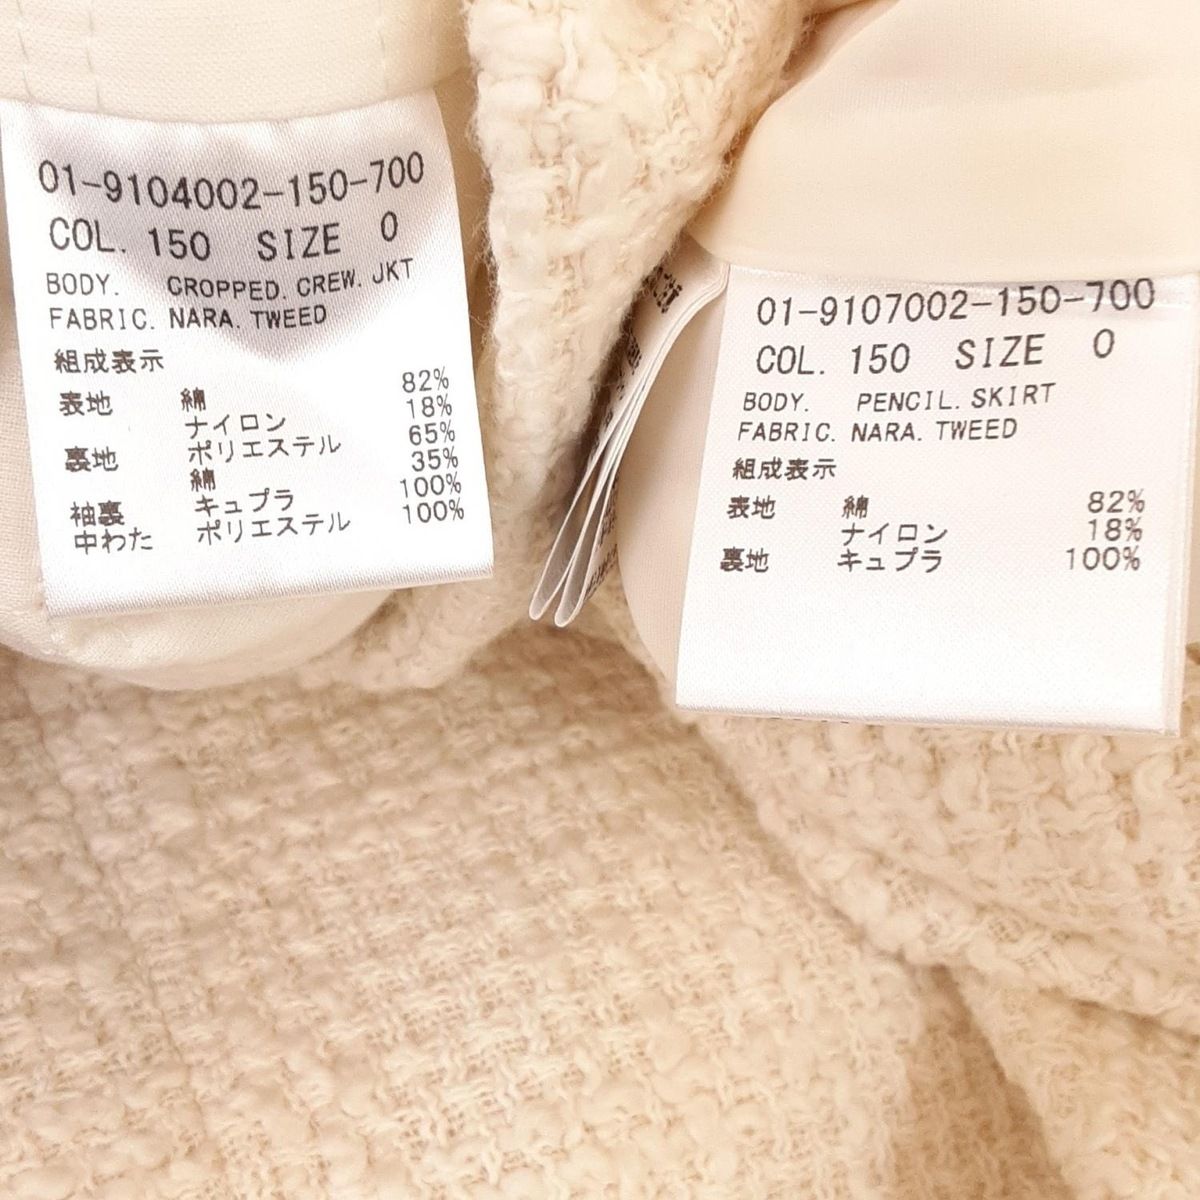 01-9104002-150-700
COL. 150 SIZE 0
BODY. CROPPED. CREW. JKT
FABRIC. NARA. TWEED
組成表示
表地 綿 82%
ナイロン 18%
裏地 ポリエステル 65%
綿 35%
袖裏 キュプラ 100%
中わた ポリエステル 100%
01-9107002-150-700
COL. 150 SIZE 0
BODY. PENCIL. SKIRT
FABRIC. NARA. TWEED
組成表示
表地 綿 82%
ナイロン 18%
裏地 キュプラ 100%